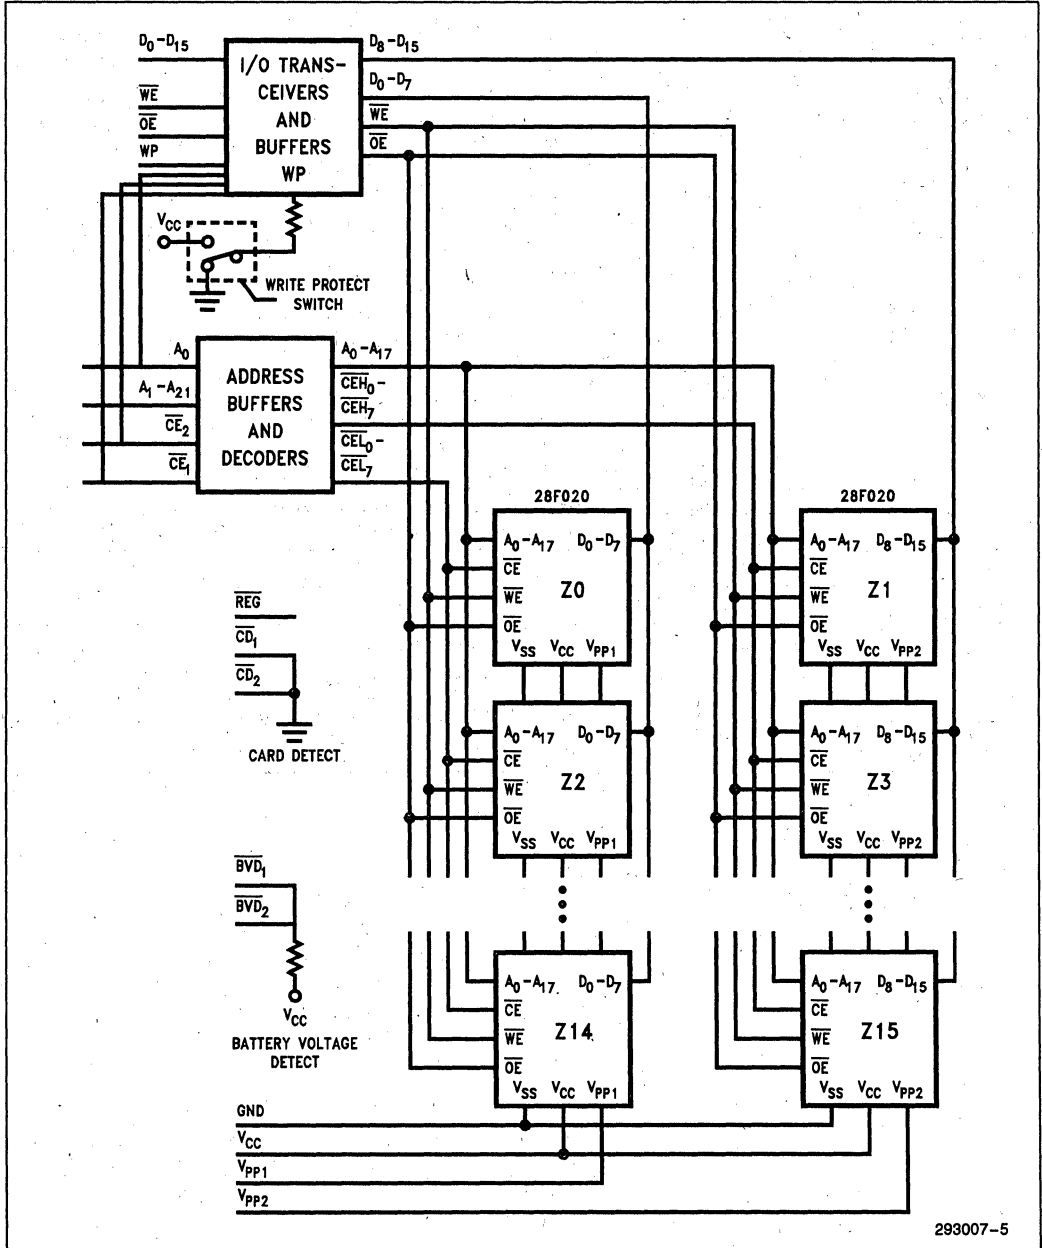 D0-D15
WE
OE
WP
I/O TRANS-
CEIVERS
AND
BUFFERS
WP
D8-D15
D0-D7
WE
OE
VCC
WRITE PROTECT
SWITCH
A0
A1-A21
CE2
CE1
ADDRESS
BUFFERS
AND
DECODERS
A0-A17
CEH0-
CEH7
CEL0-
CEL7
28F020
A0-A17 D0-D7
CE
Z0
WE
OE
VSS VCC VPP1
28F020
A0-A17 D8-D15
CE
Z1
WE
OE
VSS VCC VPP2
REG
CD1
CD2
CARD DETECT
A0-A17 D0-D7
CE
Z2
WE
OE
VSS VCC VPP1
A0-A17 D8-D15
CE
Z3
WE
OE
VSS VCC VPP2
BVD1
BVD2
VCC
BATTERY VOLTAGE
DETECT
A0-A17 D0-D7
CE
Z14
WE
OE
VSS VCC VPP1
A0-A17 D8-D15
CE
Z15
WE
OE
VSS VCC VPP2
GND
VCC
VPP1
VPP2
293007-5